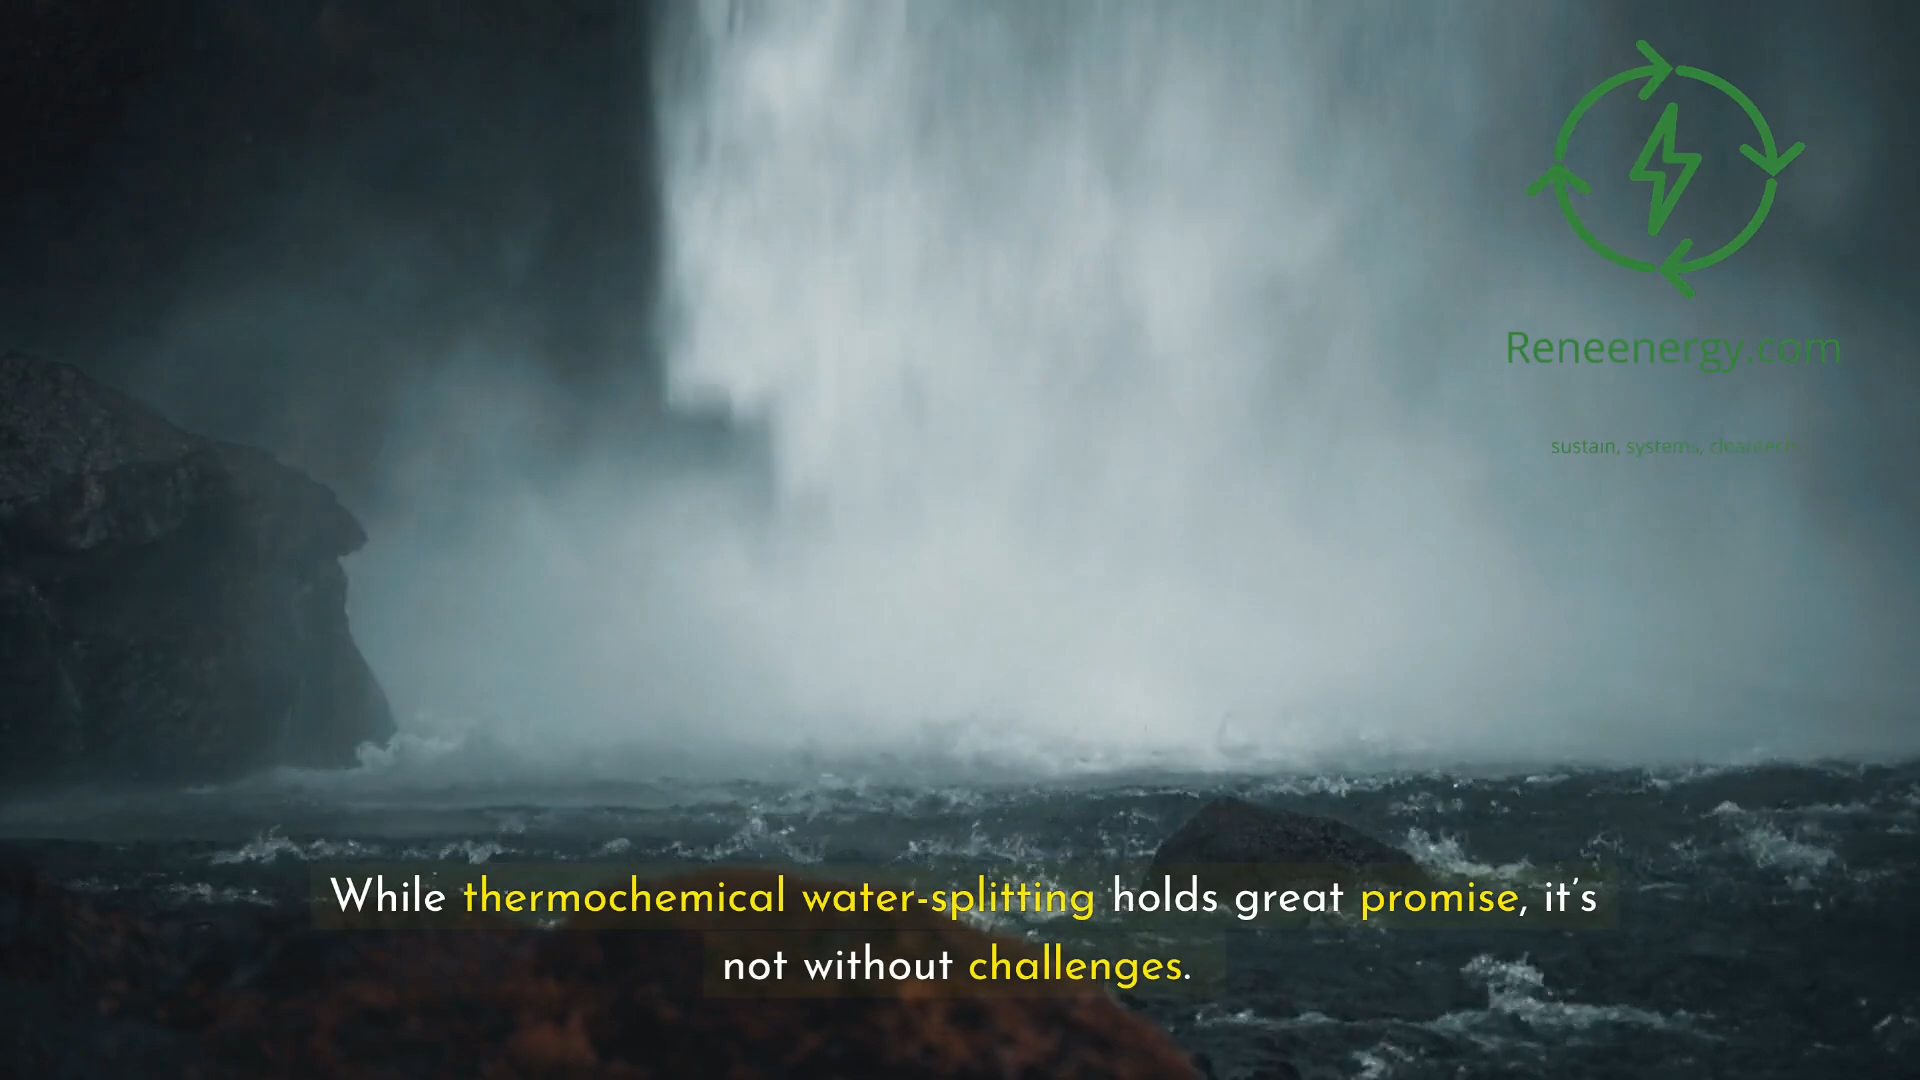 Reneenergy.com
sustain, systems,
While thermochemical water-splitting holds great promise, it's
not without challenges.